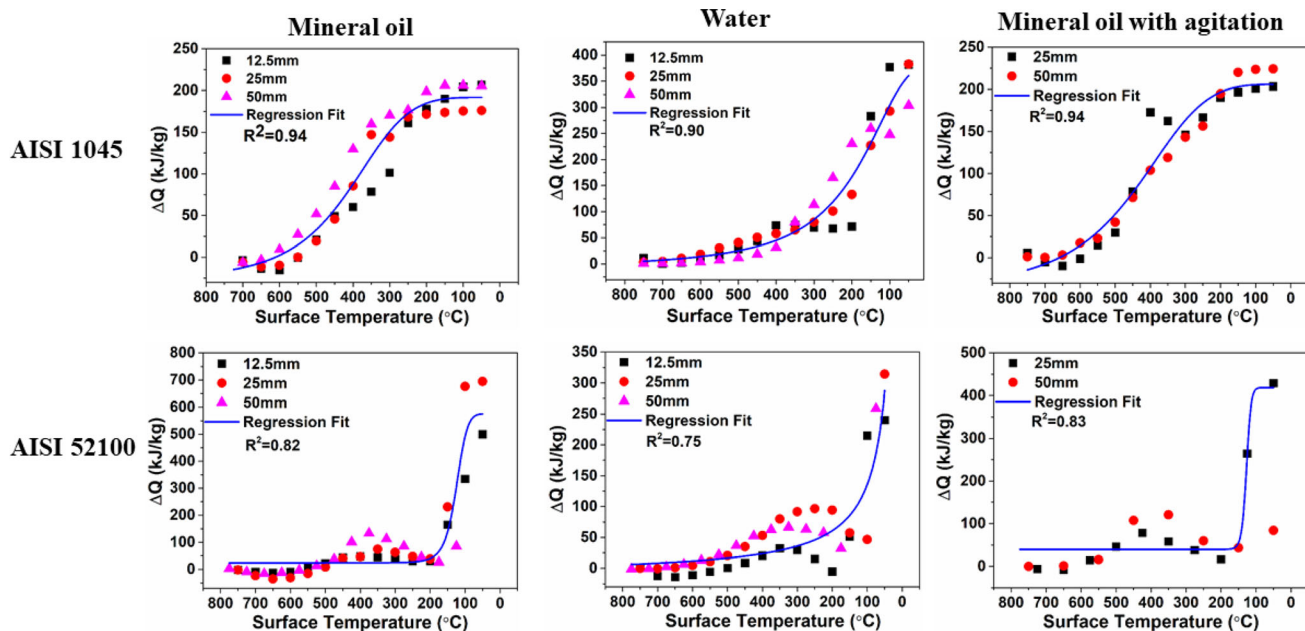 Mineral oil
Water
Mineral oil with agitation
AISI 1045
250
200
150
100
50
0
ΔQ (kJ/kg)
12.5mm
25mm
50mm
Regression Fit
R²=0.94
800 700 600 500 400 300 200 100 0
Surface Temperature (°C)
400
350
300
250
200
150
100
50
0
ΔQ (kJ/kg)
12.5mm
25mm
50mm
Regression Fit
R²=0.90
800 700 600 500 400 300 200 100 0
Surface Temperature (°C)
250
200
150
100
50
0
ΔQ (kJ/kg)
25mm
50mm
Regression Fit
R²=0.94
800 700 600 500 400 300 200 100 0
Surface Temperature (°C)
AISI 52100
800
700
600
500
400
300
200
100
0
ΔQ (kJ/kg)
12.5mm
25mm
50mm
Regression Fit
R²=0.82
800 700 600 500 400 300 200 100 0
Surface Temperature (°C)
350
300
250
200
150
100
50
0
-50
ΔQ (kJ/kg)
12.5mm
25mm
50mm
Regression Fit
R²=0.75
800 700 600 500 400 300 200 100 0
Surface Temperature (°C)
500
400
300
200
100
0
ΔQ (kJ/kg)
25mm
50mm
Regression Fit
R²=0.83
800 700 600 500 400 300 200 100 0
Surface Temperature (°C)